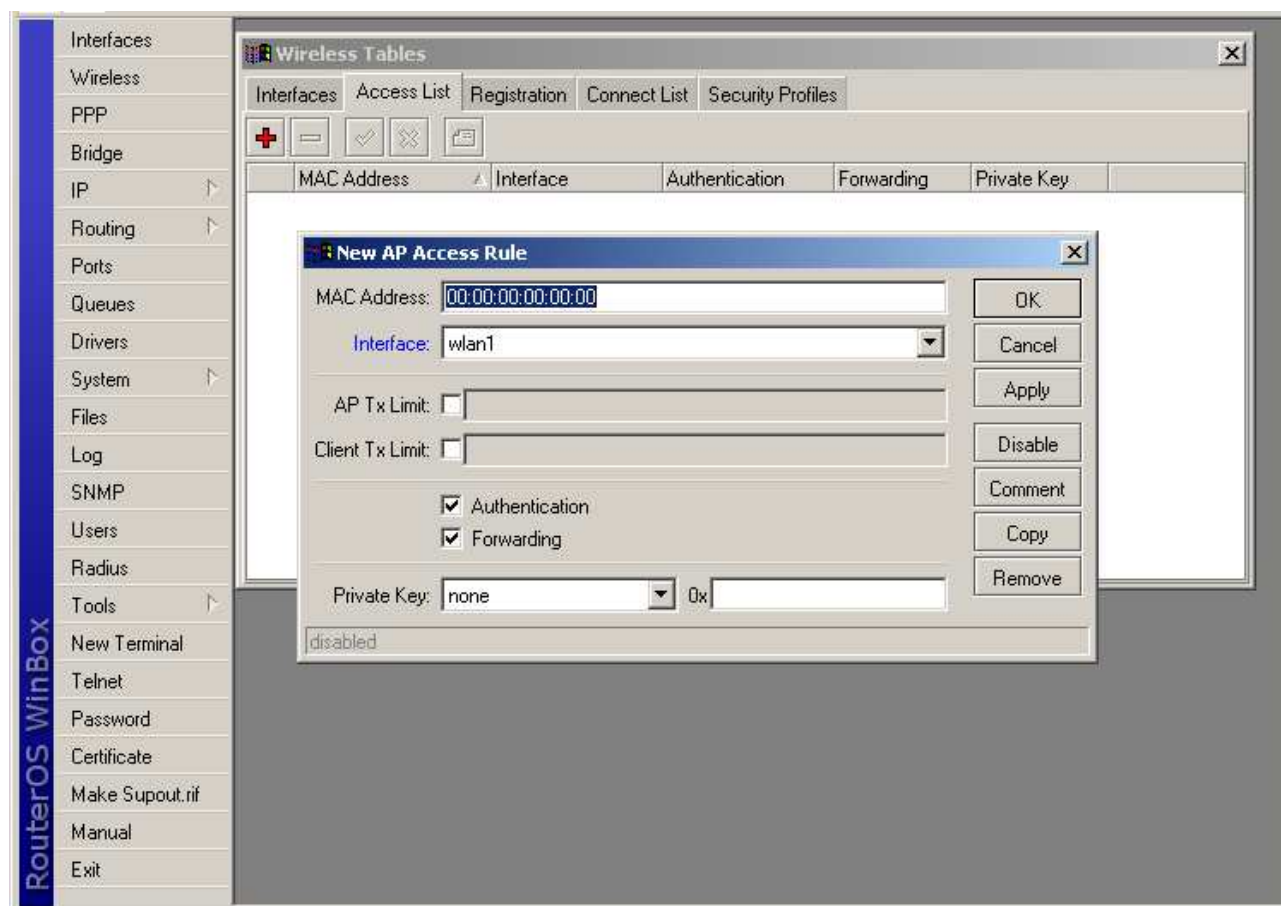 Interfaces
Wireless
PPP
Bridge
IP
Routing
Ports
Queues
Drivers
System
Files
Log
SNMP
Users
Radius
Tools
New Terminal
Telnet
Password
Certificate
Make Supout.rif
Manual
Exit
RouterOS WinBox
Wireless Tables
Interfaces Access List Registration Connect List Security Profiles
MAC Address Interface Authentication Forwarding Private Key
New AP Access Rule
MAC Address: 00:00:00:00:00:00
Interface: wlan1
AP Tx Limit:
Client Tx Limit:
Authentication
Forwarding
Private Key: none 0x
disabled
OK
Cancel
Apply
Disable
Comment
Copy
Remove